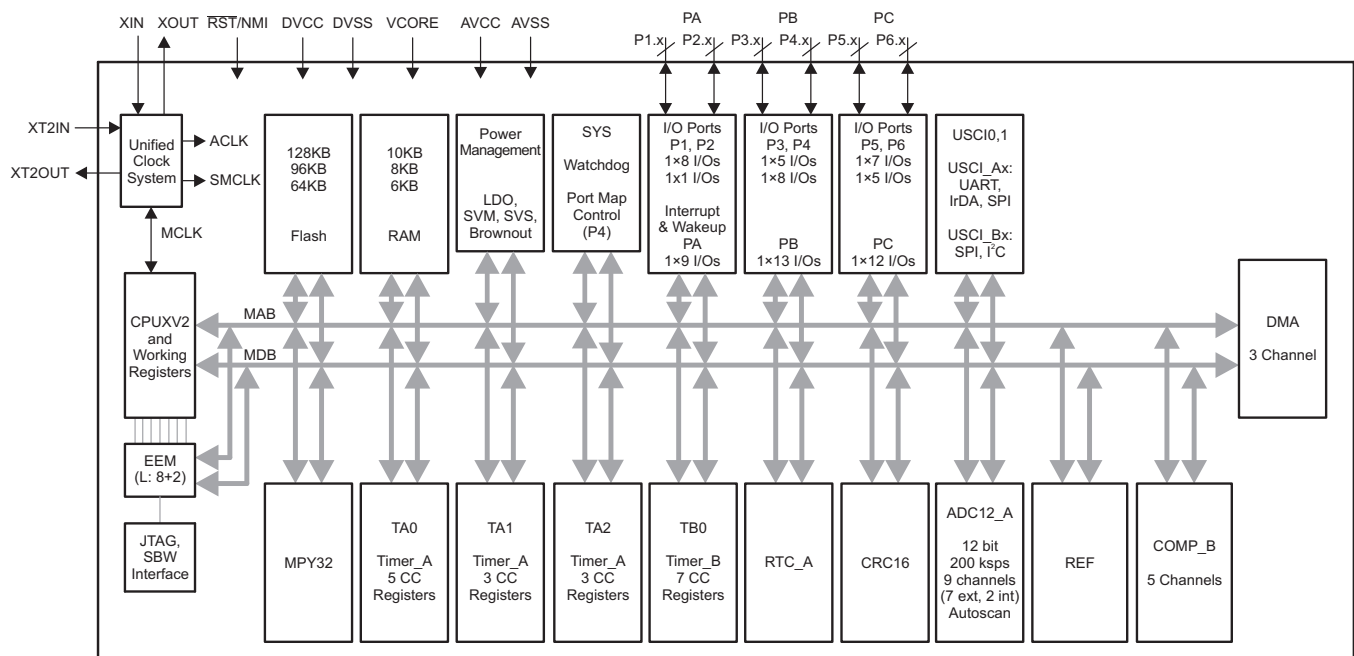 XIN
XOUT
RST/NMI
DVCC
DVSS
VCORE
AVCC
AVSS
PA
P1.x
P2.x
PB
P3.x
P4.x
PC
P5.x
P6.x
XT2IN
XT2OUT
Unified
Clock
System
ACLK
SMCLK
MCLK
128KB
96KB
64KB
Flash
10KB
8KB
6KB
RAM
Power
Management
LDO,
SVM, SVS,
Brownout
SYS
Watchdog
Port Map
Control
(P4)
I/O Ports
P1, P2
1×8 I/Os
1x1 I/Os
Interrupt
& Wakeup
PA
1×9 I/Os
I/O Ports
P3, P4
1×5 I/Os
1×8 I/Os
PB
1×13 I/Os
I/O Ports
P5, P6
1×7 I/Os
1×5 I/Os
PC
1×12 I/Os
USCI0,1
USCI_Ax:
UART,
IrDA, SPI
USCI_Bx:
SPI, I²C
CPUXV2
and
Working
Registers
MAB
MDB
DMA
3 Channel
EEM
(L: 8+2)
JTAG,
SBW
Interface
MPY32
TA0
Timer_A
5 CC
Registers
TA1
Timer_A
3 CC
Registers
TA2
Timer_A
3 CC
Registers
TB0
Timer_B
7 CC
Registers
RTC_A
CRC16
ADC12_A
12 bit
200 ksps
9 channels
(7 ext, 2 int)
Autoscan
REF
COMP_B
5 Channels